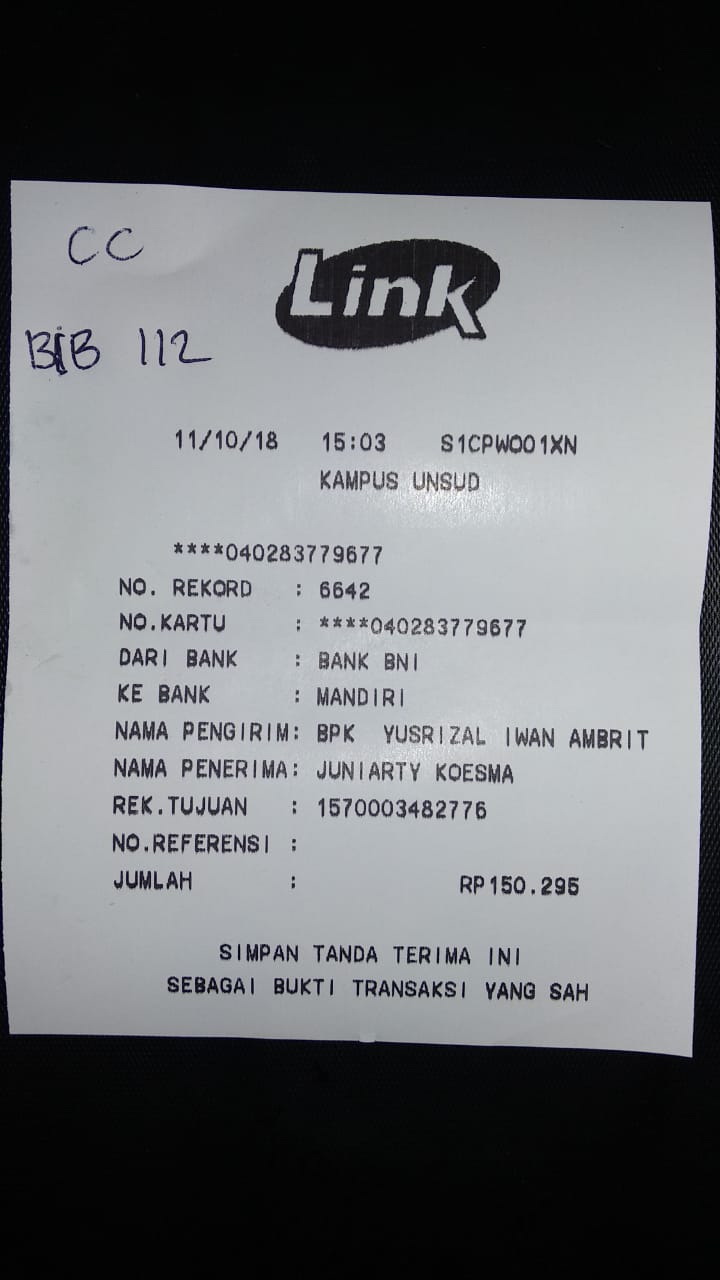 CC
Link
BIB 112
11/10/18 15:03 S1CPWO01XN
KAMPUS UNSUD
****040283779677
NO. REKORD : 6642
NO.KARTU : ****040283779677
DARI BANK : BANK BNI
KE BANK : MANDIRI
NAMA PENGIRIM: BPK YUSRIZAL IWAN AMBRIT
NAMA PENERIMA: JUNIARTY KOESMA
REK.TUJUAN : 1570003482776
NO.REFERENSI :
JUMLAH : RP150.295
SIMPAN TANDA TERIMA INI
SEBAGAI BUKTI TRANSAKSI YANG SAH